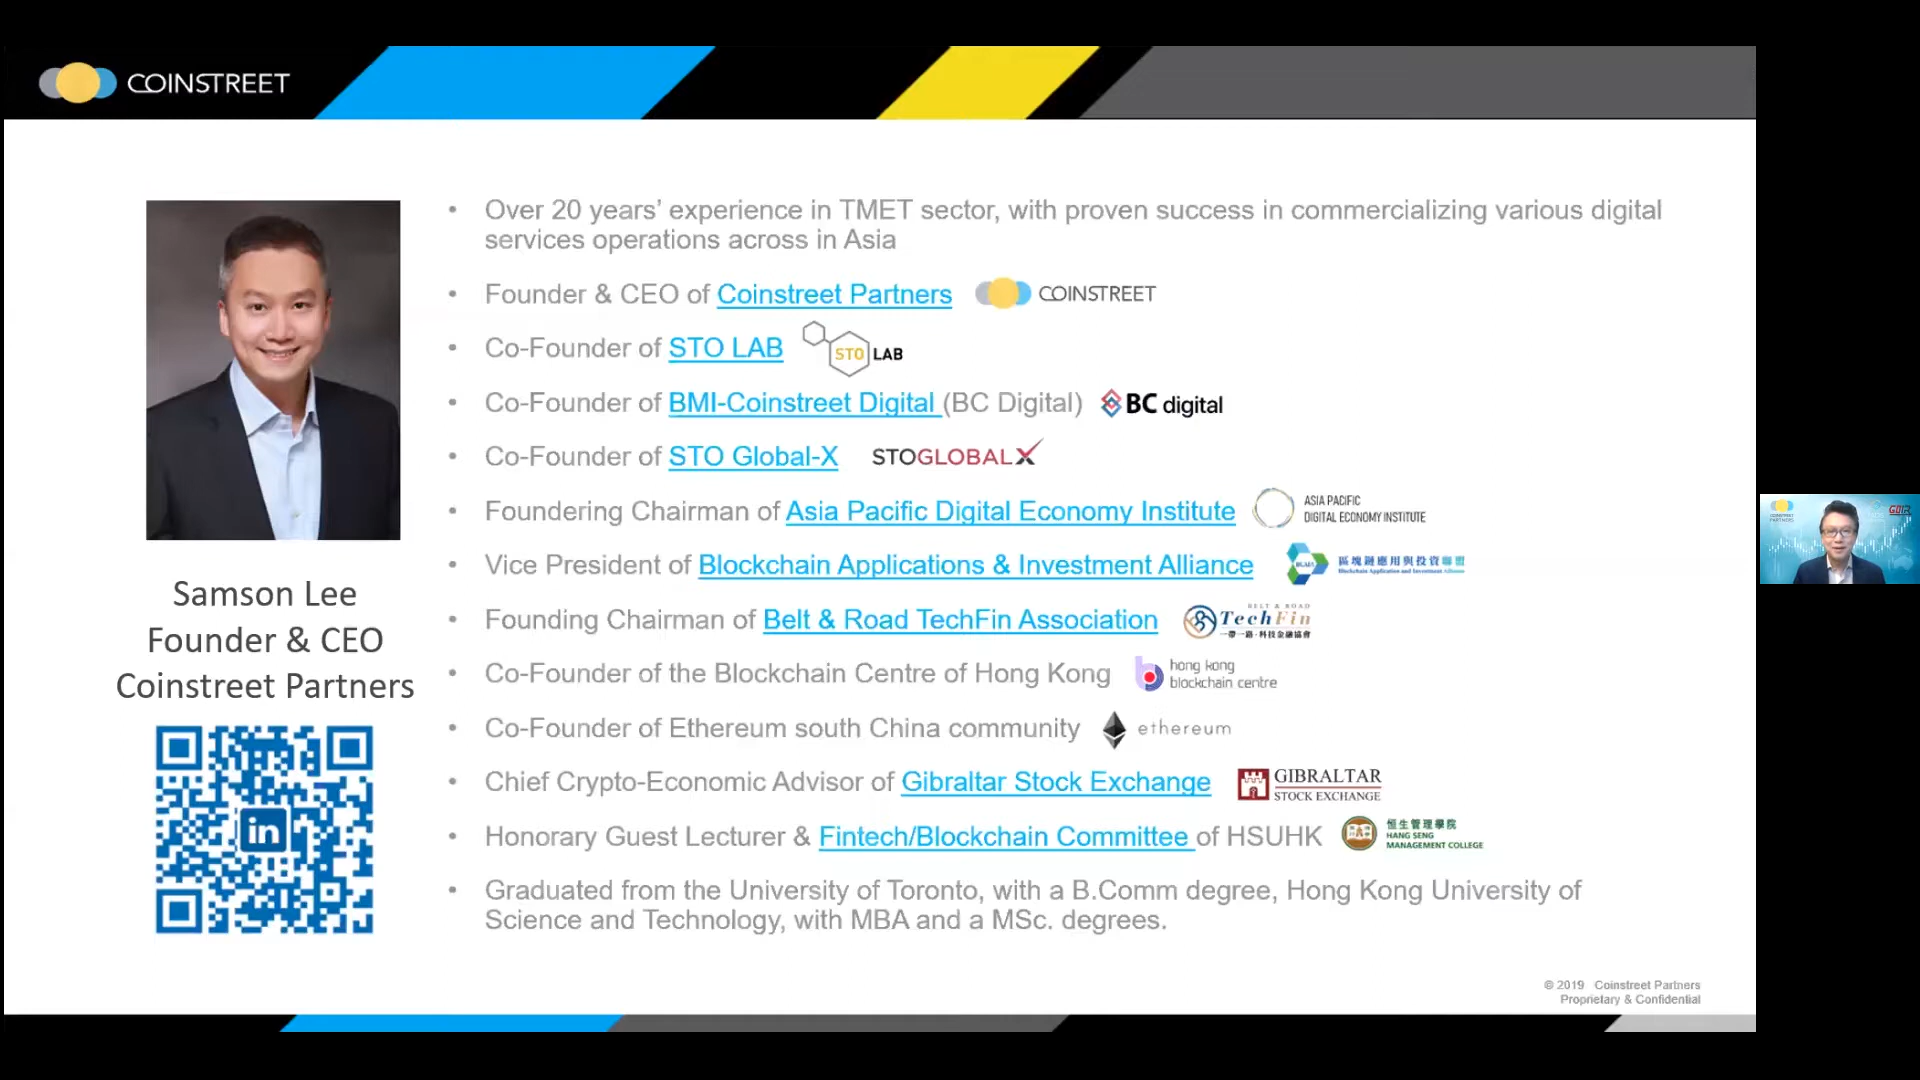 COINSTREET
Over 20 years’ experience in TMET sector, with proven success in commercializing various digital
services operations across in Asia
Founder & CEO of Coinstreet Partners COINSTREET
Co-Founder of STO LAB STO LAB
Co-Founder of BMI-Coinstreet Digital (BC Digital) BC digital
Co-Founder of STO Global-X STOGLOBALX
Foundering Chairman of Asia Pacific Digital Economy Institute ASIA PACIFIC
DIGITAL ECONOMY INSTITUTE
Vice President of Blockchain Applications & Investment Alliance 區塊鏈應用與投資聯盟
Blockchain Application and Investment Alliance
Founding Chairman of Belt & Road TechFin Association BELT & ROAD
TechFin
一帶一路·科技金融協會
Co-Founder of the Blockchain Centre of Hong Kong hong kong
blockchain centre
Co-Founder of Ethereum south China community ethereum
Chief Crypto-Economic Advisor of Gibraltar Stock Exchange GIBRALTAR
STOCK EXCHANGE
Honorary Guest Lecturer & Fintech/Blockchain Committee of HSUHK 恒生管理學院
HANG SENG
MANAGEMENT COLLEGE
Graduated from the University of Toronto, with a B.Comm degree, Hong Kong University of
Science and Technology, with MBA and a MSc. degrees.
Samson Lee
Founder & CEO
Coinstreet Partners
in
© 2019 Coinstreet Partners
Proprietary & Confidential